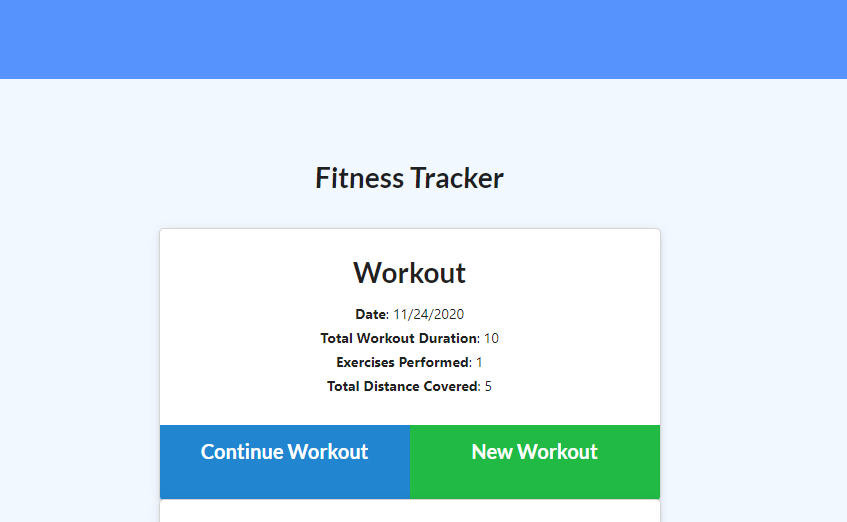 Fitness Tracker
Workout
Date: 11/24/2020
Total Workout Duration: 10
Exercises Performed: 1
Total Distance Covered: 5
Continue Workout New Workout